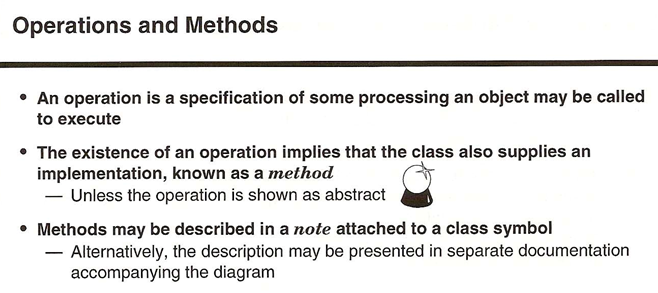 Operations and Methods
• An operation is a specification of some processing an object may be called
to execute
• The existence of an operation implies that the class also supplies an
implementation, known as a method
— Unless the operation is shown as abstract
• Methods may be described in a note attached to a class symbol
— Alternatively, the description may be presented in separate documentation
accompanying the diagram